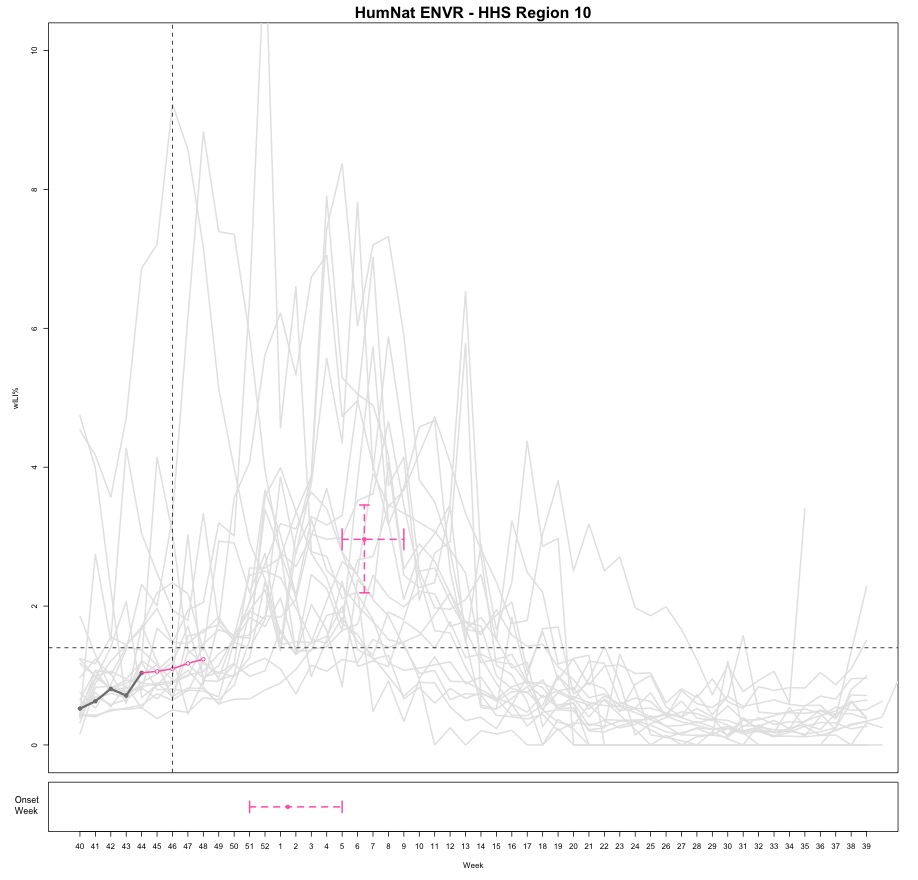 HumNat ENVR - HHS Region 10
10
8
6
4
2
0
wILI%
Onset
Week
40 41 42 43 44 45 46 47 48 49 50 51 52 1 2 3 4 5 6 7 8 9 10 11 12 13 14 15 16 17 18 19 20 21 22 23 24 25 26 27 28 29 30 31 32 33 34 35 36 37 38 39
Week